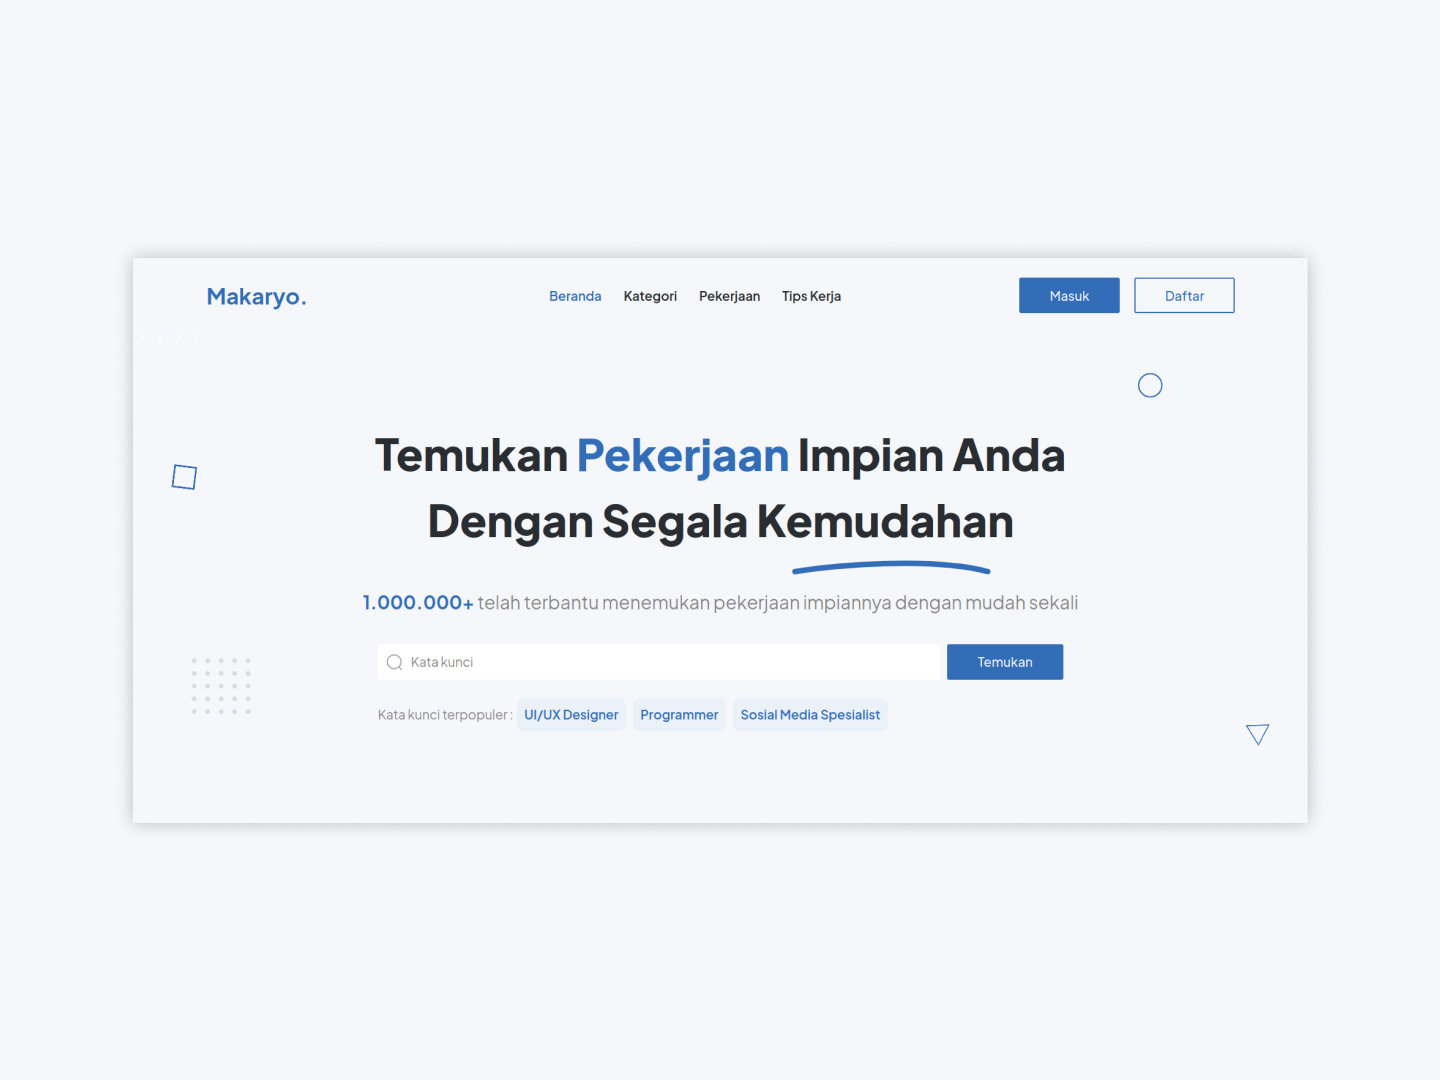 Makaryo.
Beranda Kategori Pekerjaan Tips Kerja
Masuk Daftar
Temukan Pekerjaan Impian Anda
Dengan Segala Kemudahan
1.000.000+ telah terbantu menemukan pekerjaan impiannya dengan mudah sekali
Kata kunci
Temukan
Kata kunci terpopuler : UI/UX Designer Programmer Sosial Media Spesialist